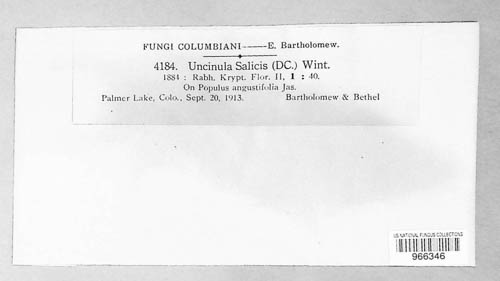 FUNGI COLUMBIANI——E. Bartholomew.
4184. Uncinula Salicis (DC.) Wint.
1884 : Rabh. Krypt. Flor. II, 1 : 40.
On Populus angustifolia Jas.
Palmer Lake, Colo., Sept. 20, 1913. Bartholomew & Bethel
US NATIONAL FUNGUS COLLECTIONS
966346